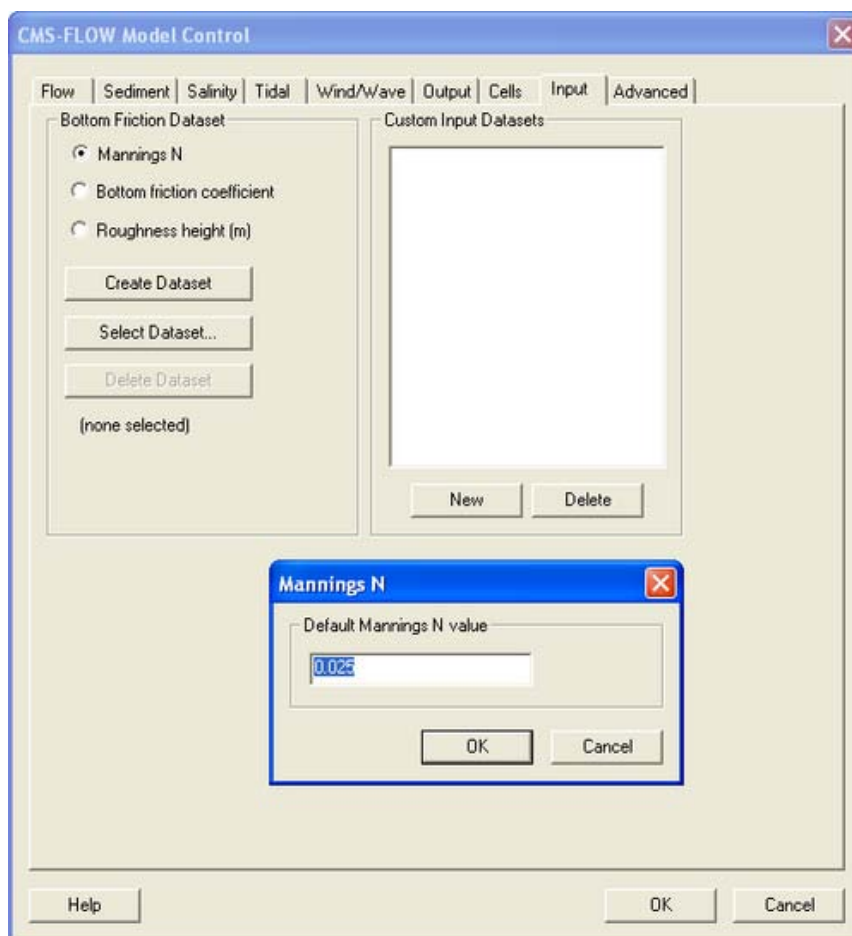 CMS-FLOW Model Control
Flow Sediment Salinity Tidal Wind/Wave Output Cells Input Advanced
Bottom Friction Dataset
Mannings N
Bottom friction coefficient
Roughness height (m)
Create Dataset
Select Dataset...
Delete Dataset
(none selected)
Custom Input Datasets
New Delete
Mannings N
Default Mannings N value
0.025
OK Cancel
Help OK Cancel